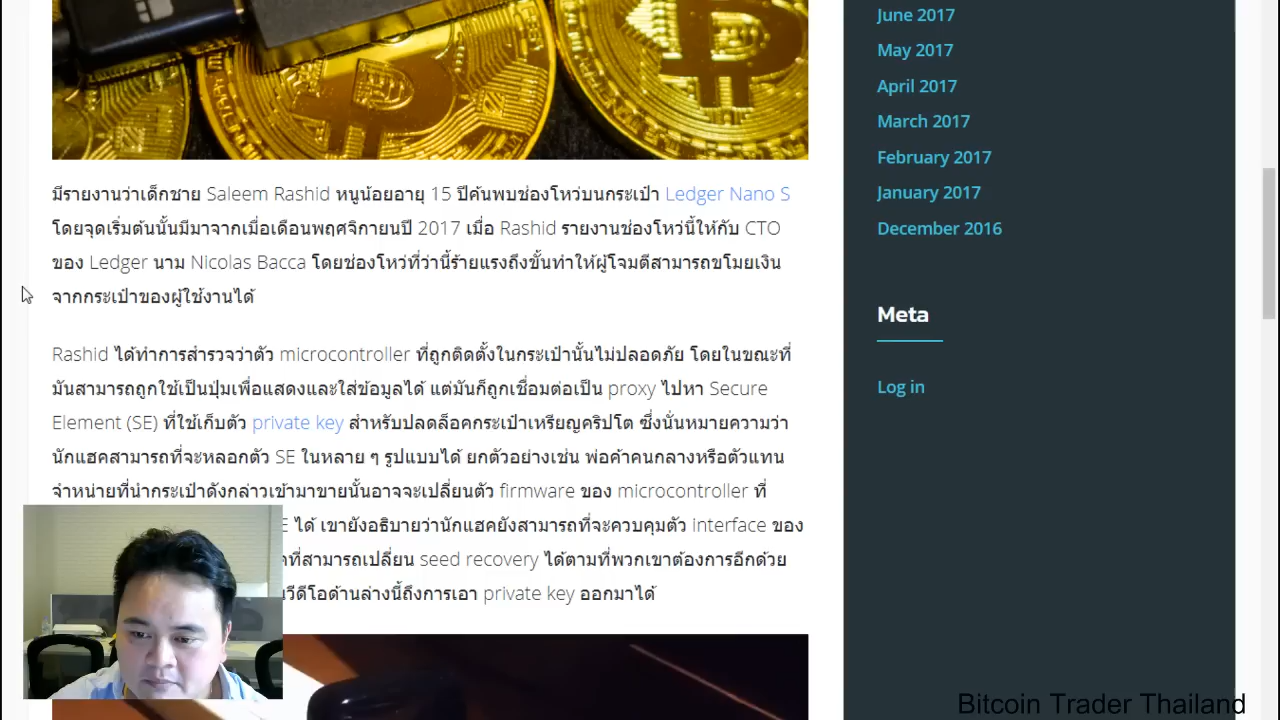 มีรายงานว่าเด็กชาย Saleem Rashid หนูน้อยอายุ 15 ปีค้นพบช่องโหว่บนกระเป๋า Ledger Nano S
โดยจุดเริ่มต้นนั้นมีมาจากเมื่อเดือนพฤศจิกายนปี 2017 เมื่อ Rashid รายงานช่องโหว่นี้ให้กับ CTO
ของ Ledger นาม Nicolas Bacca โดยช่องโหว่ที่ว่านี้ร้ายแรงถึงขั้นทำให้ผู้โจมตีสามารถขโมยเงิน
จากกระเป๋าของผู้ใช้งานได้
Rashid ได้ทำการสำรวจว่าตัว microcontroller ที่ถูกติดตั้งในกระเป๋านั้นไม่ปลอดภัย โดยในขณะที่
มันสามารถถูกใช้เป็นปุ่มเพื่อแสดงและใส่ข้อมูลได้ แต่มันก็ถูกเชื่อมต่อเป็น proxy ไปหา Secure
Element (SE) ที่ใช้เก็บตัว private key สำหรับปลดล็อคกระเป๋าเหรียญคริปโต ซึ่งนั่นหมายความว่า
นักแฮคสามารถที่จะหลอกตัว SE ในหลาย ๆ รูปแบบได้ ยกตัวอย่างเช่น พ่อค้าคนกลางหรือตัวแทน
จำหน่ายที่นำกระเป๋าดังกล่าวเข้ามาขายนั้นอาจจะเปลี่ยนตัว firmware ของ microcontroller ที่
E ได้ เขายังอธิบายว่านักแฮคยังสามารถที่จะควบคุมตัว interface ของ
ที่สามารถเปลี่ยน seed recovery ได้ตามที่พวกเขาต้องการอีกด้วย
วีดีโอด้านล่างนี้ถึงการเอา private key ออกมาได้
June 2017
May 2017
April 2017
March 2017
February 2017
January 2017
December 2016
Meta
Log in
Bitcoin Trader Thailand